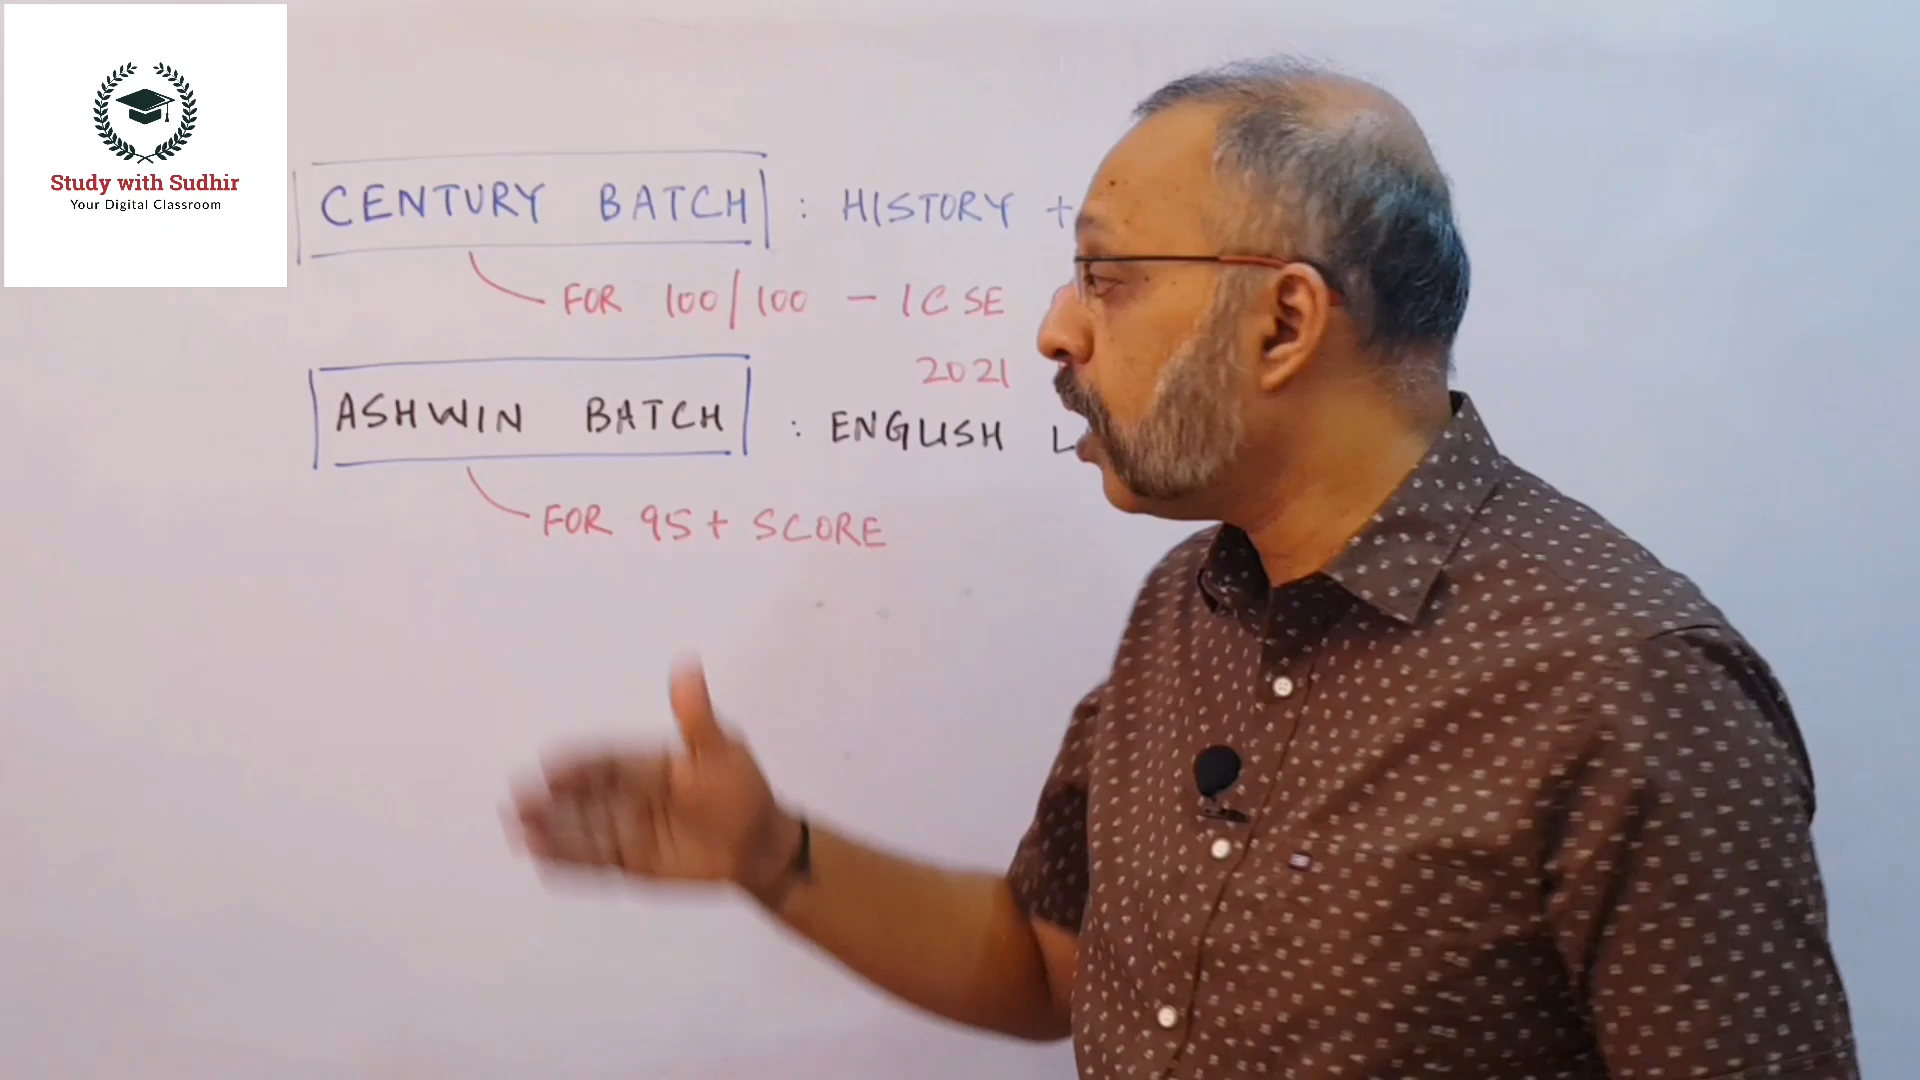 Study with Sudhir
Your Digital Classroom
CENTURY BATCH : HISTORY +
FOR 100/100 - ICSE
2021
ASHWIN BATCH : ENGLISH L
FOR 95+ SCORE